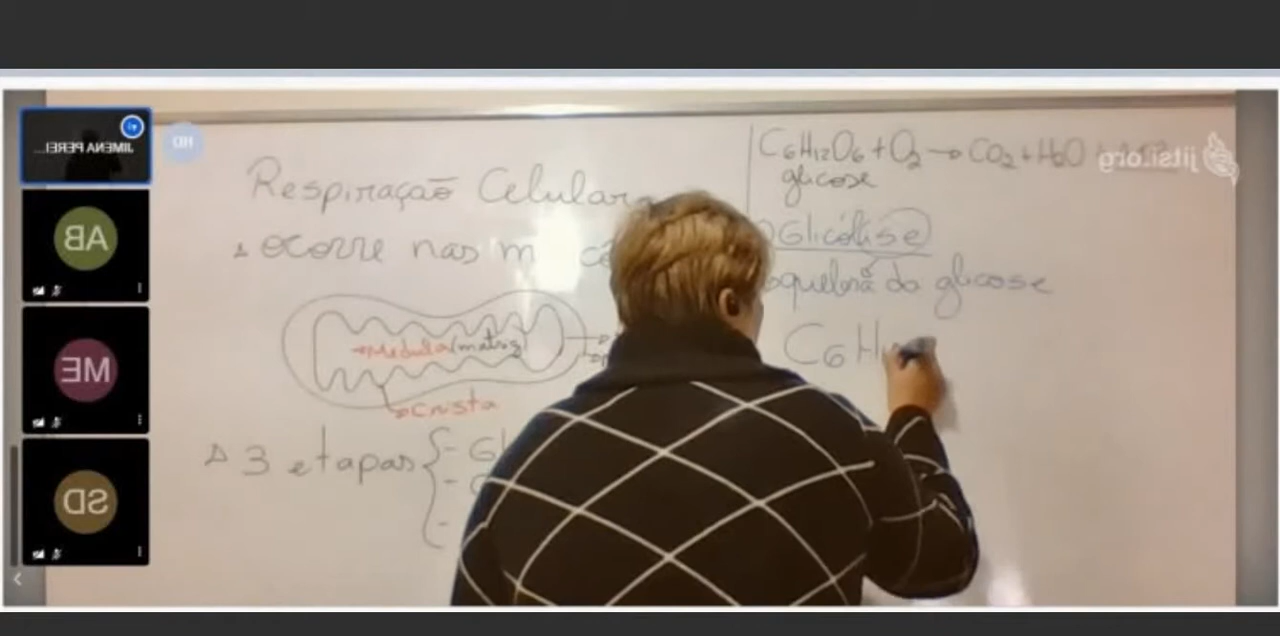 Respiração Celular
ocorre nas m
Medula (matriz)
Crista
3 etapas
C6H12O6 + O2 → CO2 + H2O +
glicose
Glicólise
quebra da glicose
C6H
JIMENA PEREI...
HD
AB
ME
SD
jitsi.org